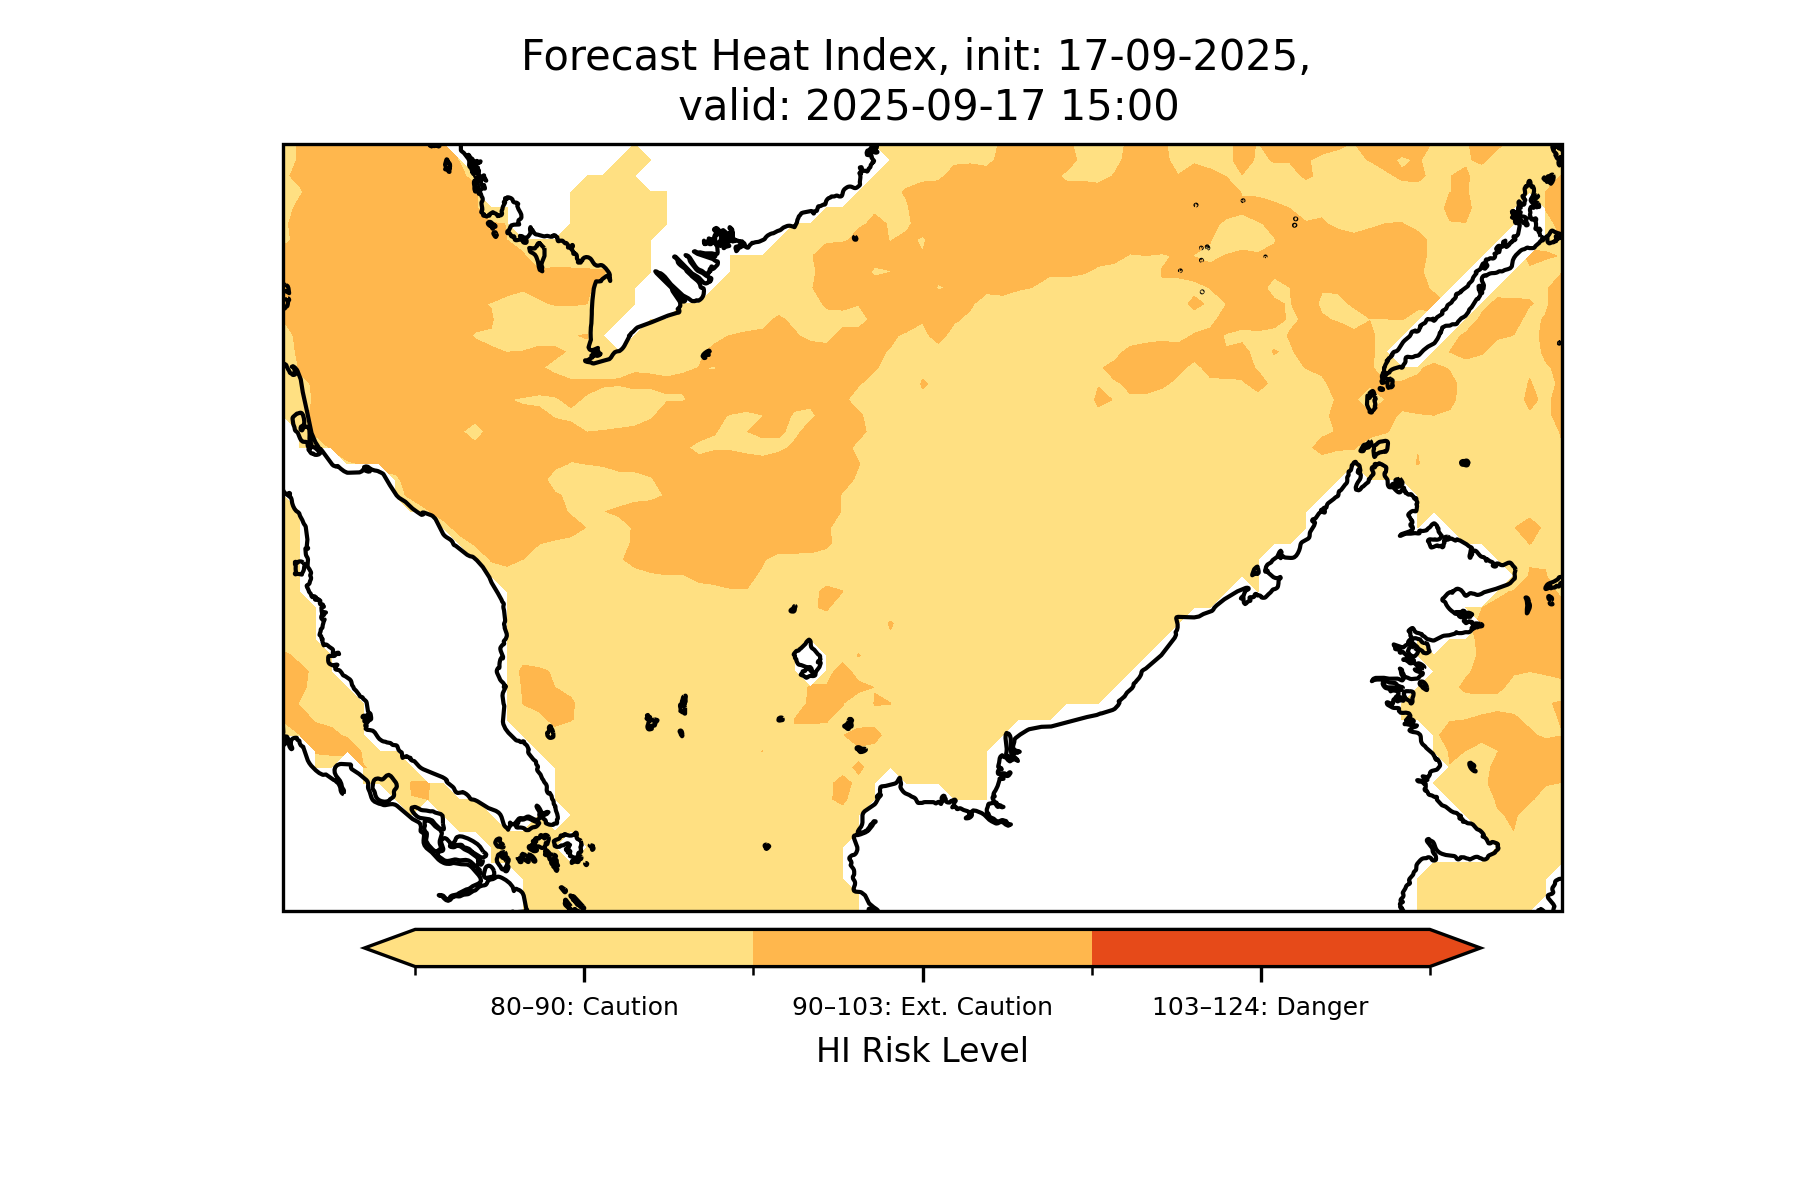 Forecast Heat Index, init: 17-09-2025,
valid: 2025-09-17 15:00
80–90: Caution
90–103: Ext. Caution
103–124: Danger
HI Risk Level